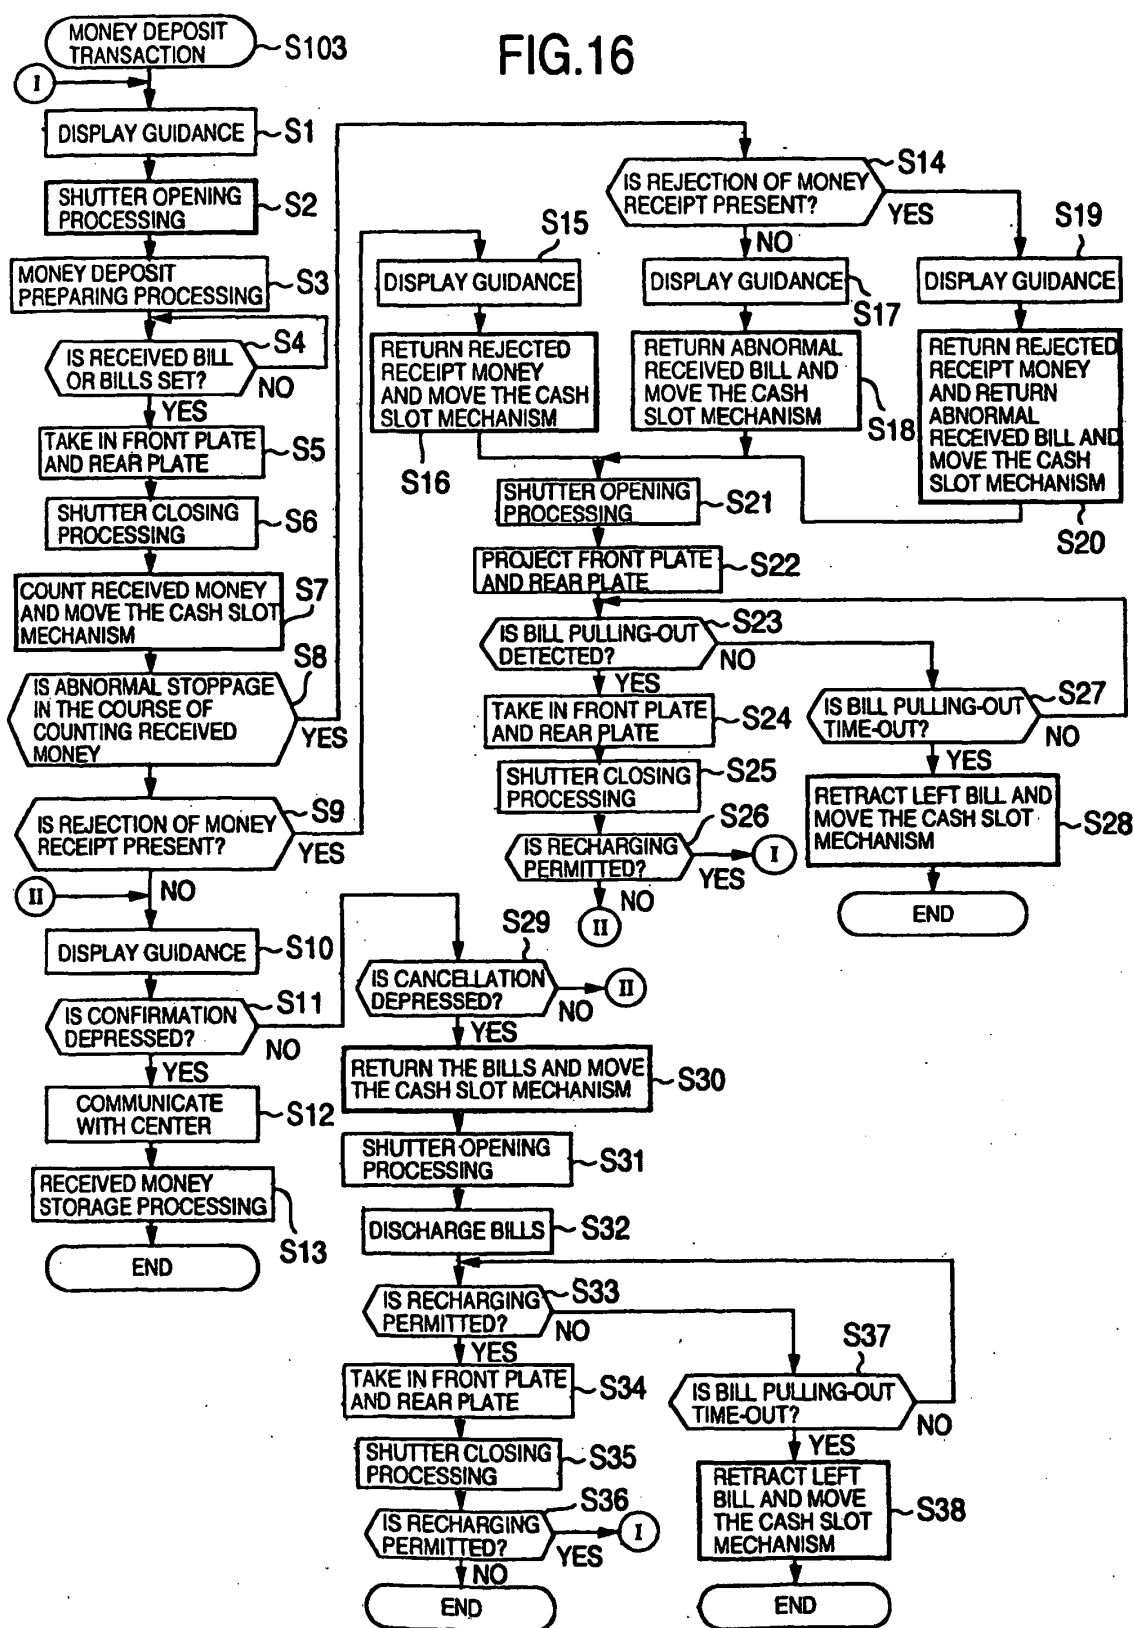 FIG.16
MONEY DEPOSIT
TRANSACTION
S103
I
DISPLAY GUIDANCE
S1
SHUTTER OPENING
PROCESSING
S2
MONEY DEPOSIT
PREPARING PROCESSING
S3
IS RECEIVED BILL
OR BILLS SET?
S4
NO
YES
TAKE IN FRONT PLATE
AND REAR PLATE
S5
SHUTTER CLOSING
PROCESSING
S6
COUNT RECEIVED MONEY
AND MOVE THE CASH SLOT
MECHANISM
S7
IS ABNORMAL STOPPAGE
IN THE COURSE OF
COUNTING RECEIVED
MONEY
S8
YES
IS REJECTION OF MONEY
RECEIPT PRESENT?
S9
YES
NO
II
DISPLAY GUIDANCE
S10
IS CONFIRMATION
DEPRESSED?
S11
NO
YES
COMMUNICATE
WITH CENTER
S12
RECEIVED MONEY
STORAGE PROCESSING
S13
END
IS REJECTION OF MONEY
RECEIPT PRESENT?
S14
YES
NO
S15
DISPLAY GUIDANCE
RETURN REJECTED
RECEIPT MONEY
AND MOVE THE CASH
SLOT MECHANISM
S16
DISPLAY GUIDANCE
S17
RETURN ABNORMAL
RECEIVED BILL AND
MOVE THE CASH
SLOT MECHANISM
S18
S19
DISPLAY GUIDANCE
RETURN REJECTED
RECEIPT MONEY
AND RETURN
ABNORMAL
RECEIVED BILL AND
MOVE THE CASH
SLOT MECHANISM
S20
SHUTTER OPENING
PROCESSING
S21
PROJECT FRONT PLATE
AND REAR PLATE
S22
IS BILL PULLING-OUT
DETECTED?
S23
NO
YES
TAKE IN FRONT PLATE
AND REAR PLATE
S24
SHUTTER CLOSING
PROCESSING
S25
IS RECHARGING
PERMITTED?
S26
YES
I
NO
II
IS BILL PULLING-OUT
TIME-OUT?
S27
NO
YES
RETRACT LEFT BILL AND
MOVE THE CASH SLOT
MECHANISM
S28
END
S29
IS CANCELLATION
DEPRESSED?
NO
II
YES
RETURN THE BILLS AND MOVE
THE CASH SLOT MECHANISM
S30
SHUTTER OPENING
PROCESSING
S31
DISCHARGE BILLS
S32
IS RECHARGING
PERMITTED?
S33
NO
YES
TAKE IN FRONT PLATE
AND REAR PLATE
S34
SHUTTER CLOSING
PROCESSING
S35
IS RECHARGING
PERMITTED?
S36
YES
I
NO
END
S37
IS BILL PULLING-OUT
TIME-OUT?
NO
YES
RETRACT LEFT
BILL AND MOVE
THE CASH SLOT
MECHANISM
S38
END